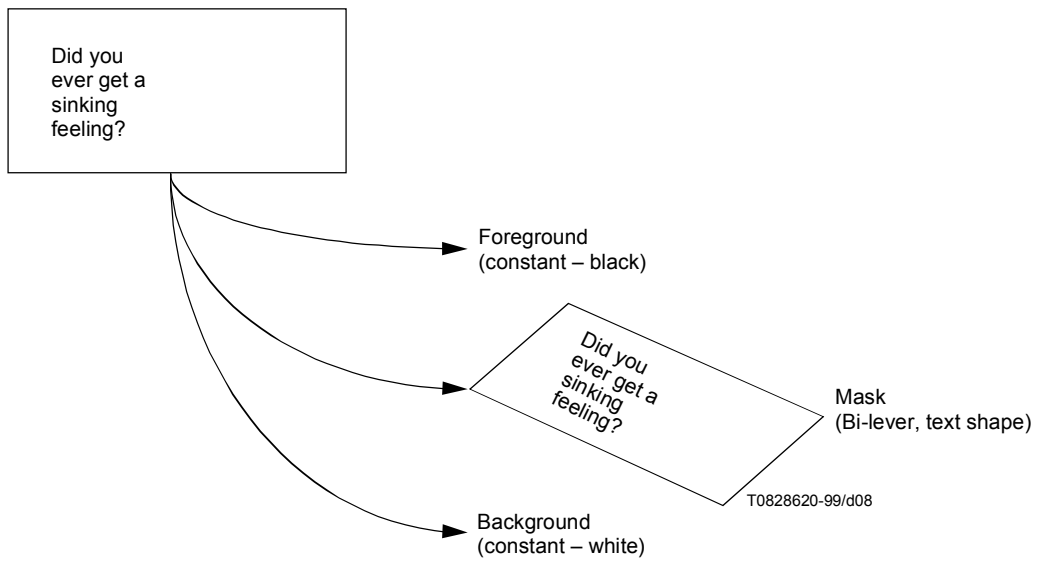 Did you
ever get a
sinking
feeling?
Foreground
(constant – black)
Did you
ever get a
sinking
feeling?
Mask
(Bi-lever, text shape)
T0828620-99/d08
Background
(constant – white)